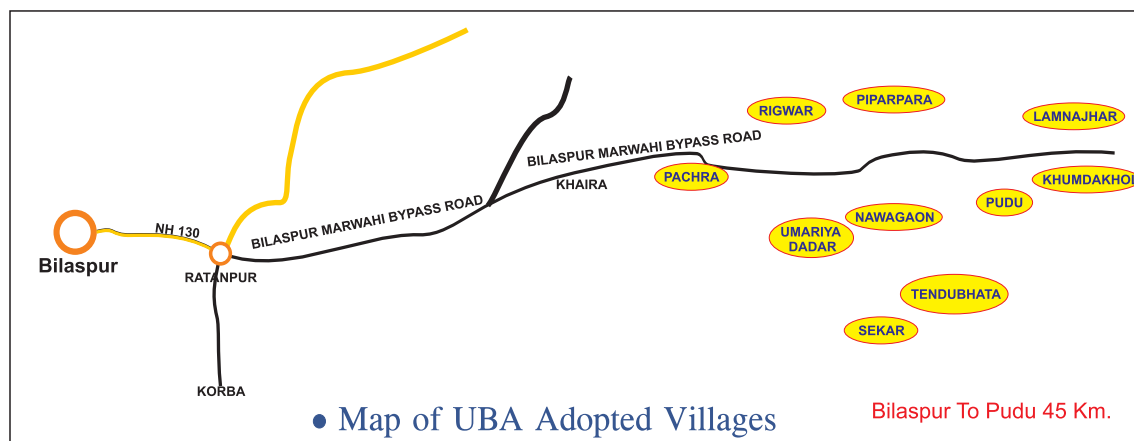 PIPARPARA
RIGWAR
LAMNAJHAR
BILASPUR MARWAHI BYPASS ROAD
PACHRA
KHAIRA
KHUMDAKHOL
PUDU
BILASPUR MARWAHI BYPASS ROAD
NAWAGAON
NH 130
UMARIYA
DADAR
Bilaspur
RATANPUR
TENDUBHATA
SEKAR
KORBA
• Map of UBA Adopted Villages
Bilaspur To Pudu 45 Km.